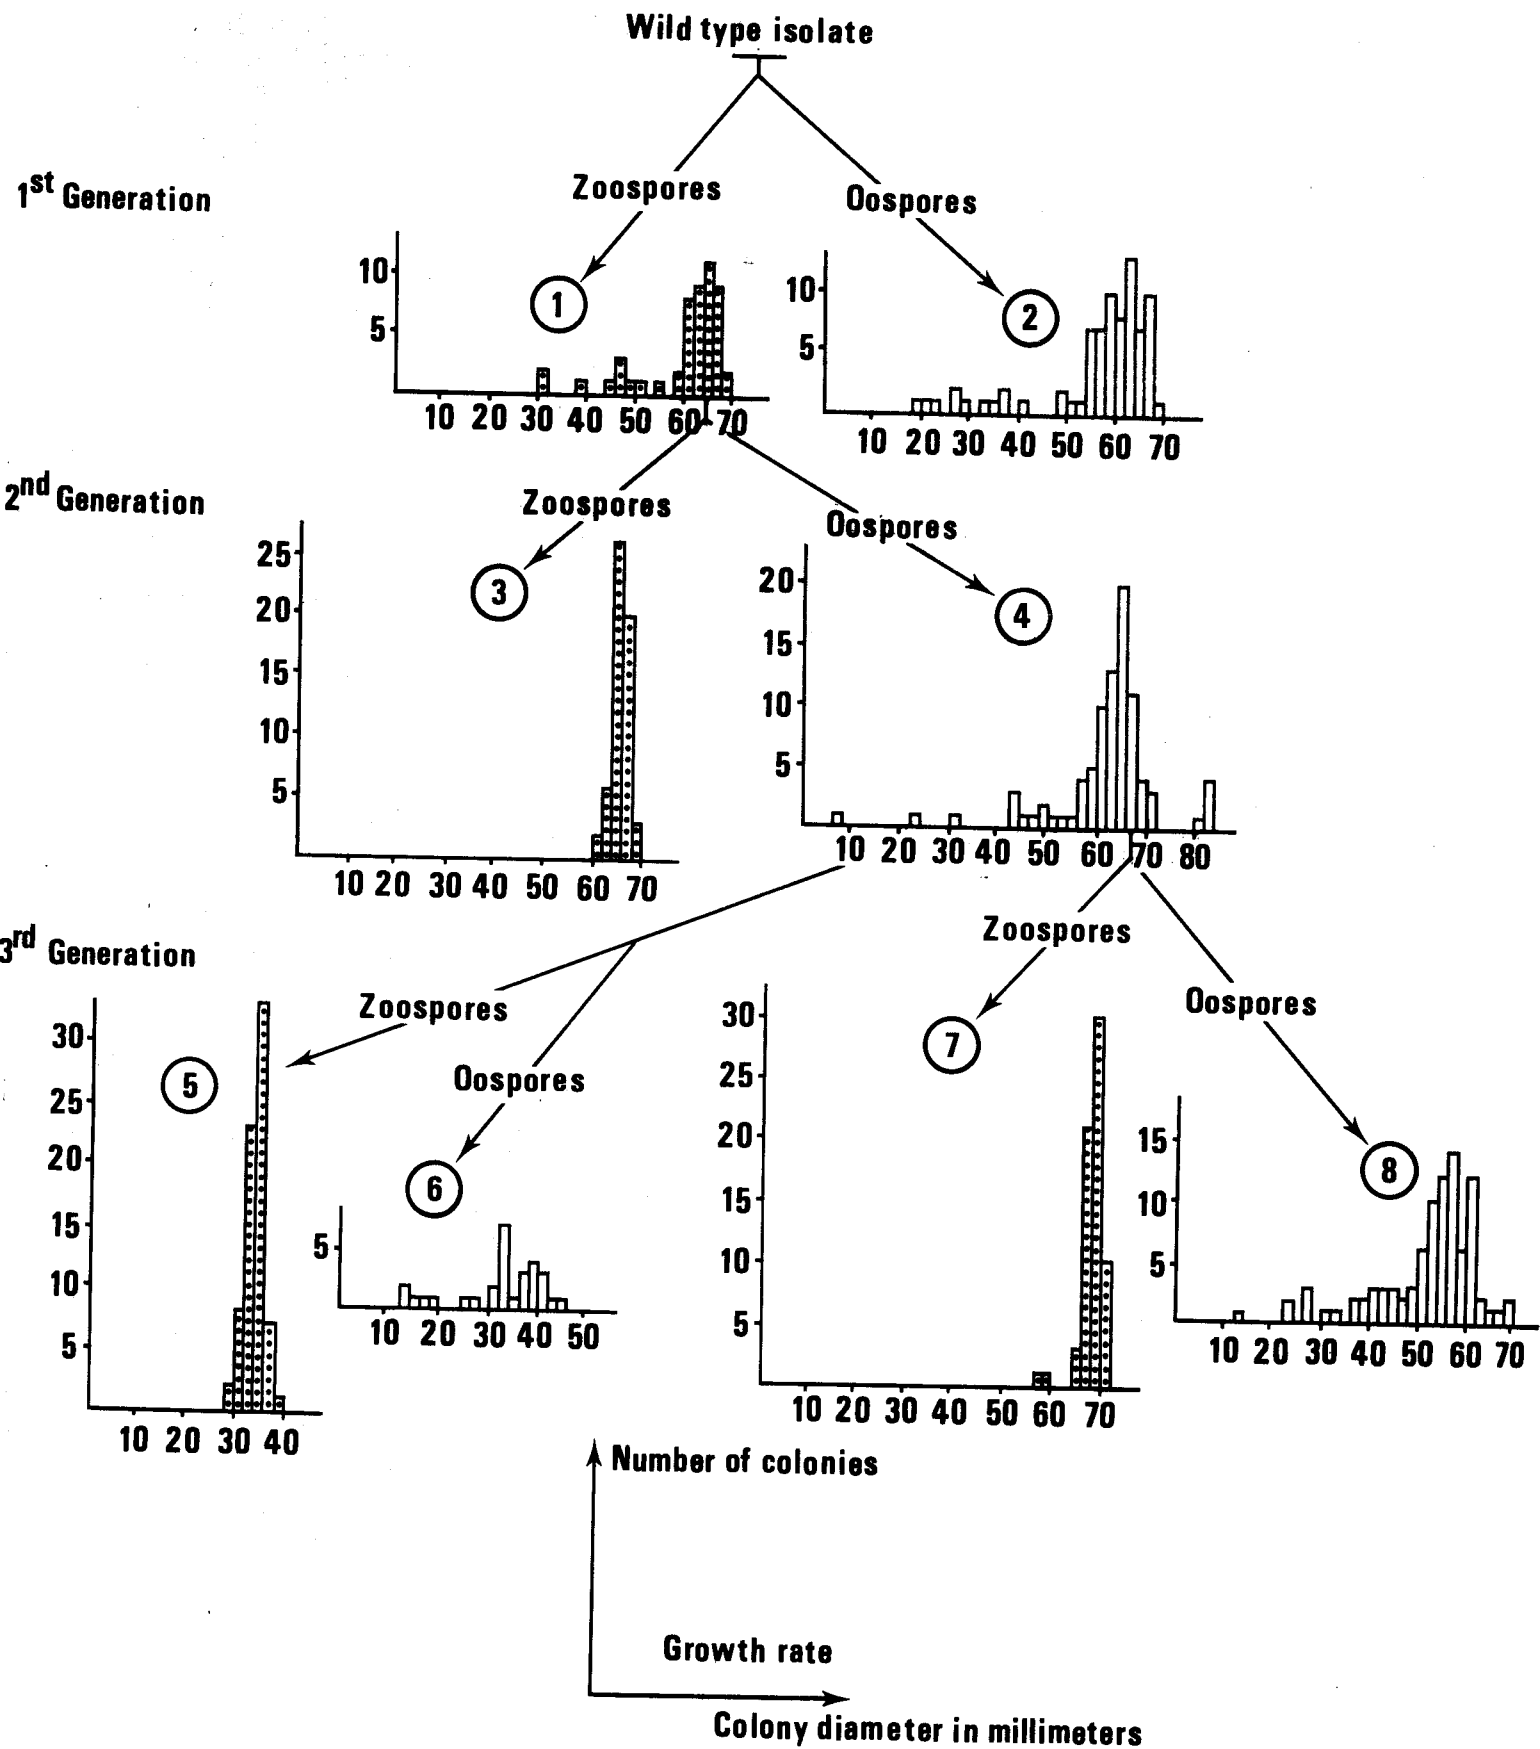 Wild type isolate
1st Generation
Zoospores
Oospores
10
5
1
10 20 30 40 50 60 70
10
5
2
10 20 30 40 50 60 70
2nd Generation
Zoospores
Oospores
25
20
15
10
5
3
10 20 30 40 50 60 70
20
15
10
5
4
10 20 30 40 50 60 70 80
3rd Generation
Zoospores
Oospores
Zoospores
Oospores
30
25
20
15
10
5
5
10 20 30 40
5
6
10 20 30 40 50
30
25
20
15
10
5
7
10 20 30 40 50 60 70
15
10
5
8
10 20 30 40 50 60 70
Number of colonies
Growth rate
Colony diameter in millimeters